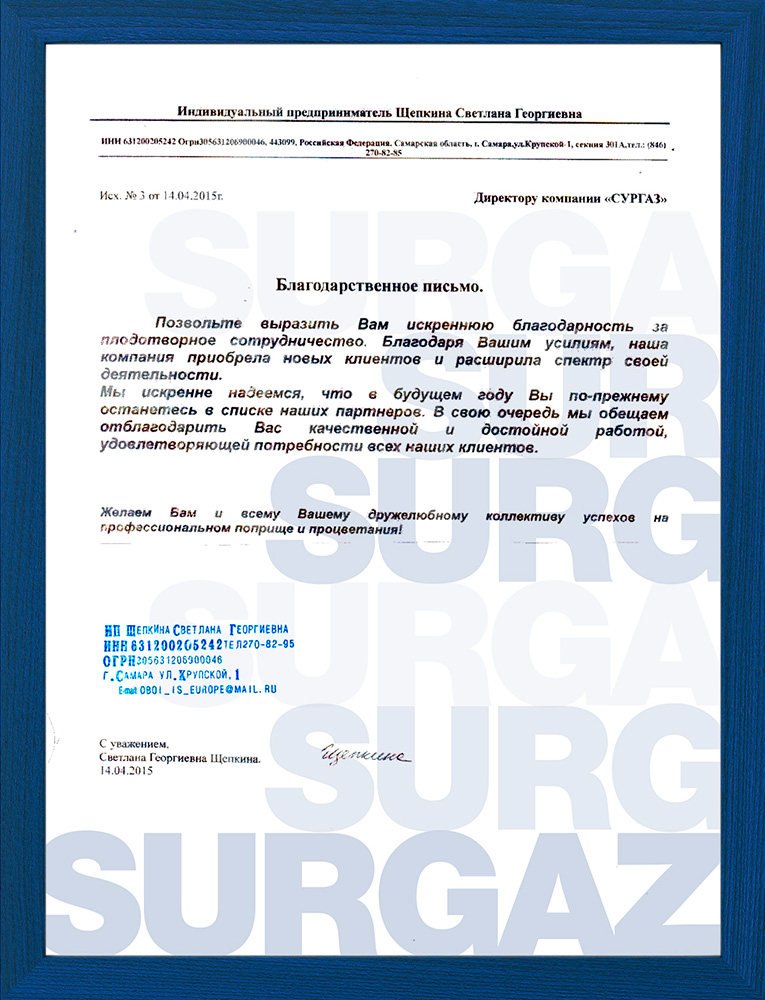 Индивидуальный предприниматель Щепкина Светлана Георгиевна
ИНН 631200205242 Огрн305631206900046, 443099, Российская Федерация, Самарская область, г. Самара,ул.Крупской-1, секция 301А,тел.: (846)
270-82-85
Исх. № 3 от 14.04.2015г.
Директору компании «СУРГАЗ»
SURGA
Благодарственное письмо.
Позвольте выразить Вам искреннюю благодарность за
плодотворное сотрудничество. Благодаря Вашим усилиям, наша
компания приобрела новых клиентов и расширила спектр своей
деятельности.
SUR
Мы искренне надеемся, что в будущем году Вы по-прежнему
останетесь в списке наших партнеров. В свою очередь мы обещаем
отблагодарить Вас качественной и достойной работой,
удовлетворяющей потребности всех наших клиентов.
SURG
Желаем Вам и всему Вашему дружелюбному коллективу успехов на
профессиональном поприще и процветания!
SURGA
ИП Щепкина Светлана Георгиевна
ИНН 631200205242 ТЕЛ270-82-95
ОГРН305631206900046
г.Самара ул.Крупской,1
E-mail OBOI_IS_EUROPE@MAIL.RU
SURG
С уважением,
Светлана Георгиевна Щепкина.
14.04.2015
Щепкина
SURGAZ